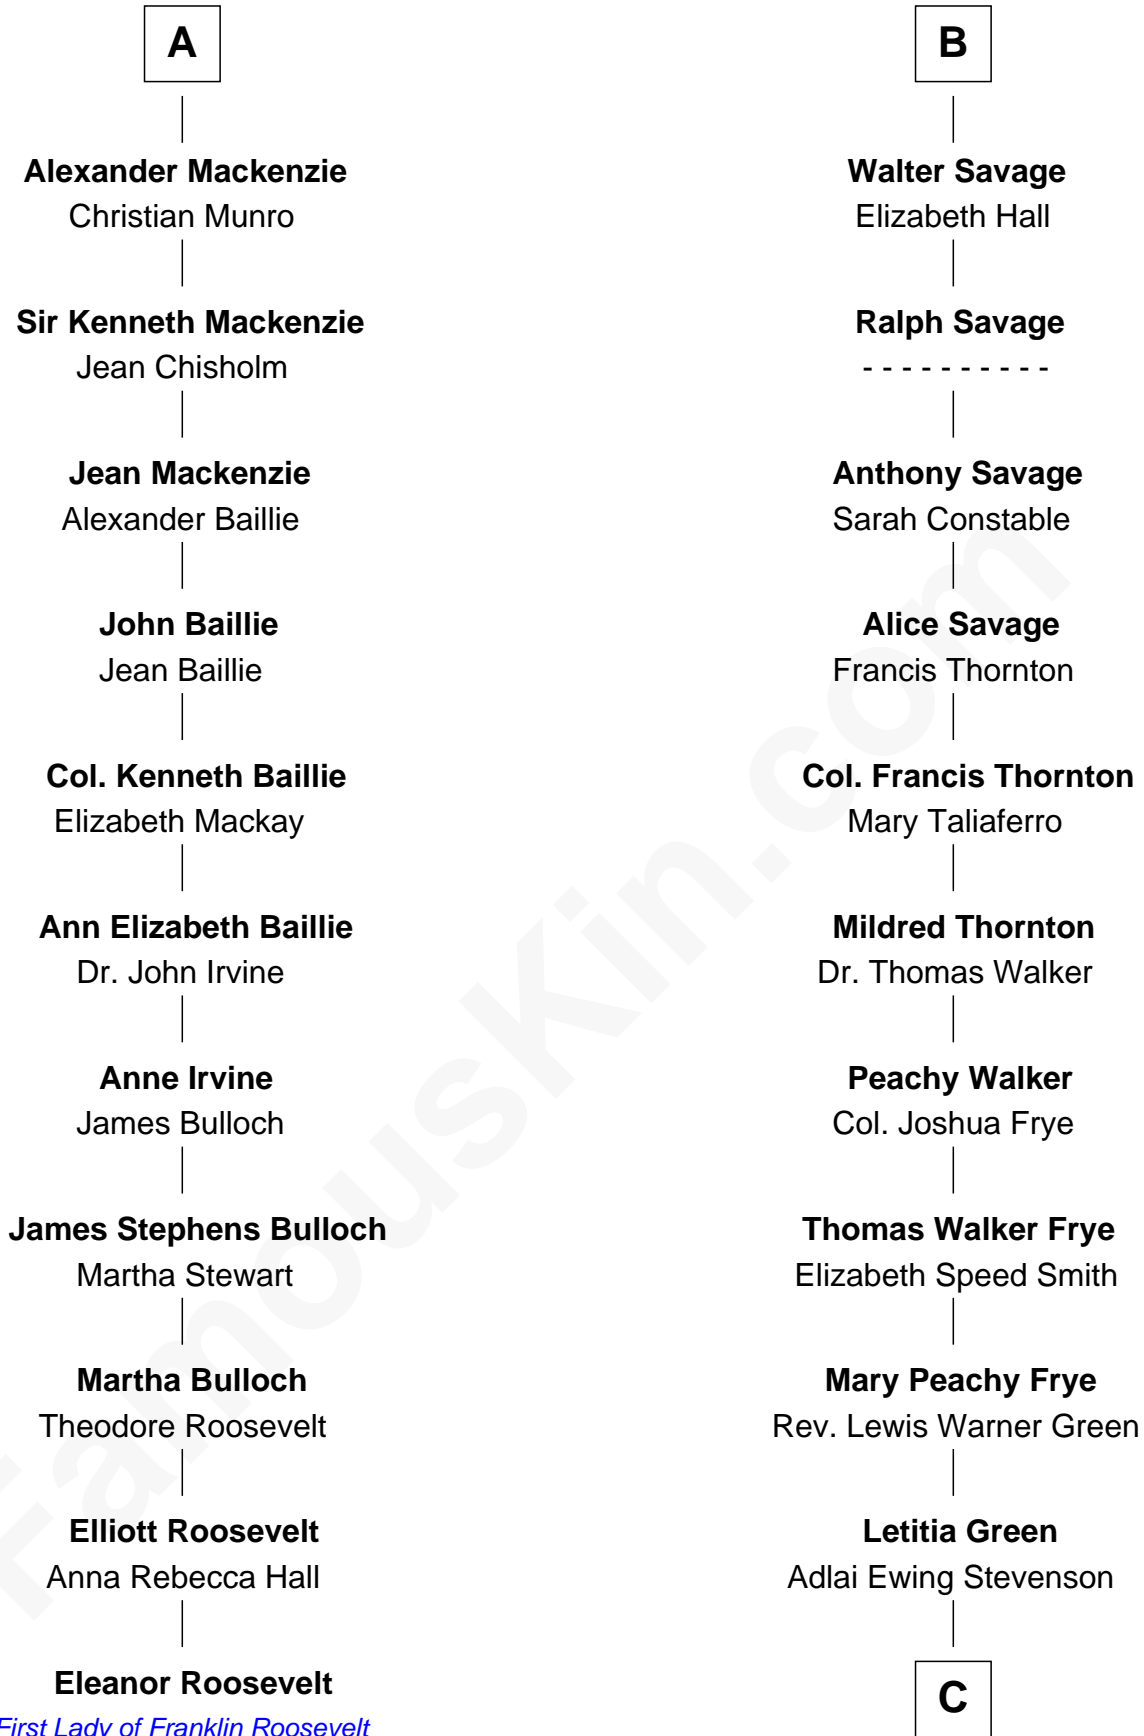 A
Alexander Mackenzie
Christian Munro
Sir Kenneth Mackenzie
Jean Chisholm
Jean Mackenzie
Alexander Baillie
John Baillie
Jean Baillie
Col. Kenneth Baillie
Elizabeth Mackay
Ann Elizabeth Baillie
Dr. John Irvine
Anne Irvine
James Bulloch
James Stephens Bulloch
Martha Stewart
Martha Bulloch
Theodore Roosevelt
Elliott Roosevelt
Anna Rebecca Hall
Eleanor Roosevelt
First Lady of Franklin Roosevelt
B
Walter Savage
Elizabeth Hall
Ralph Savage
- - - - - - - - - -
Anthony Savage
Sarah Constable
Alice Savage
Francis Thornton
Col. Francis Thornton
Mary Taliaferro
Mildred Thornton
Dr. Thomas Walker
Peachy Walker
Col. Joshua Frye
Thomas Walker Frye
Elizabeth Speed Smith
Mary Peachy Frye
Rev. Lewis Warner Green
Letitia Green
Adlai Ewing Stevenson
C
FamousKin.com